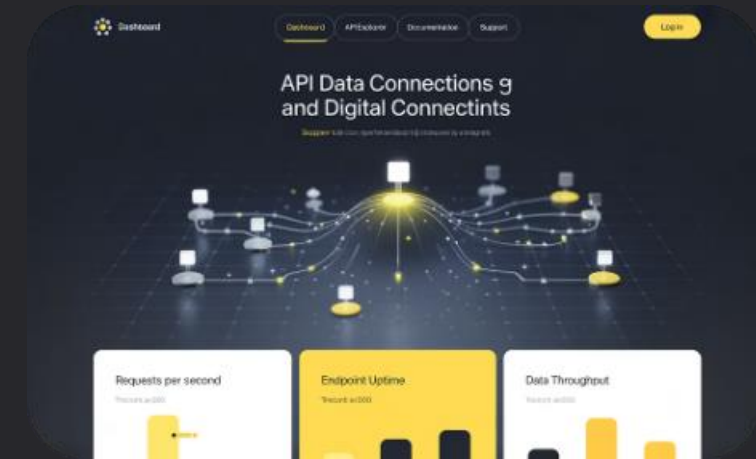 Dashboard
Dashboard
API Explorer
Documentation
Support
Log in
API Data Connections g
and Digital Connectints
Support
Requests per second
Endpoint Uptime
Data Throughput